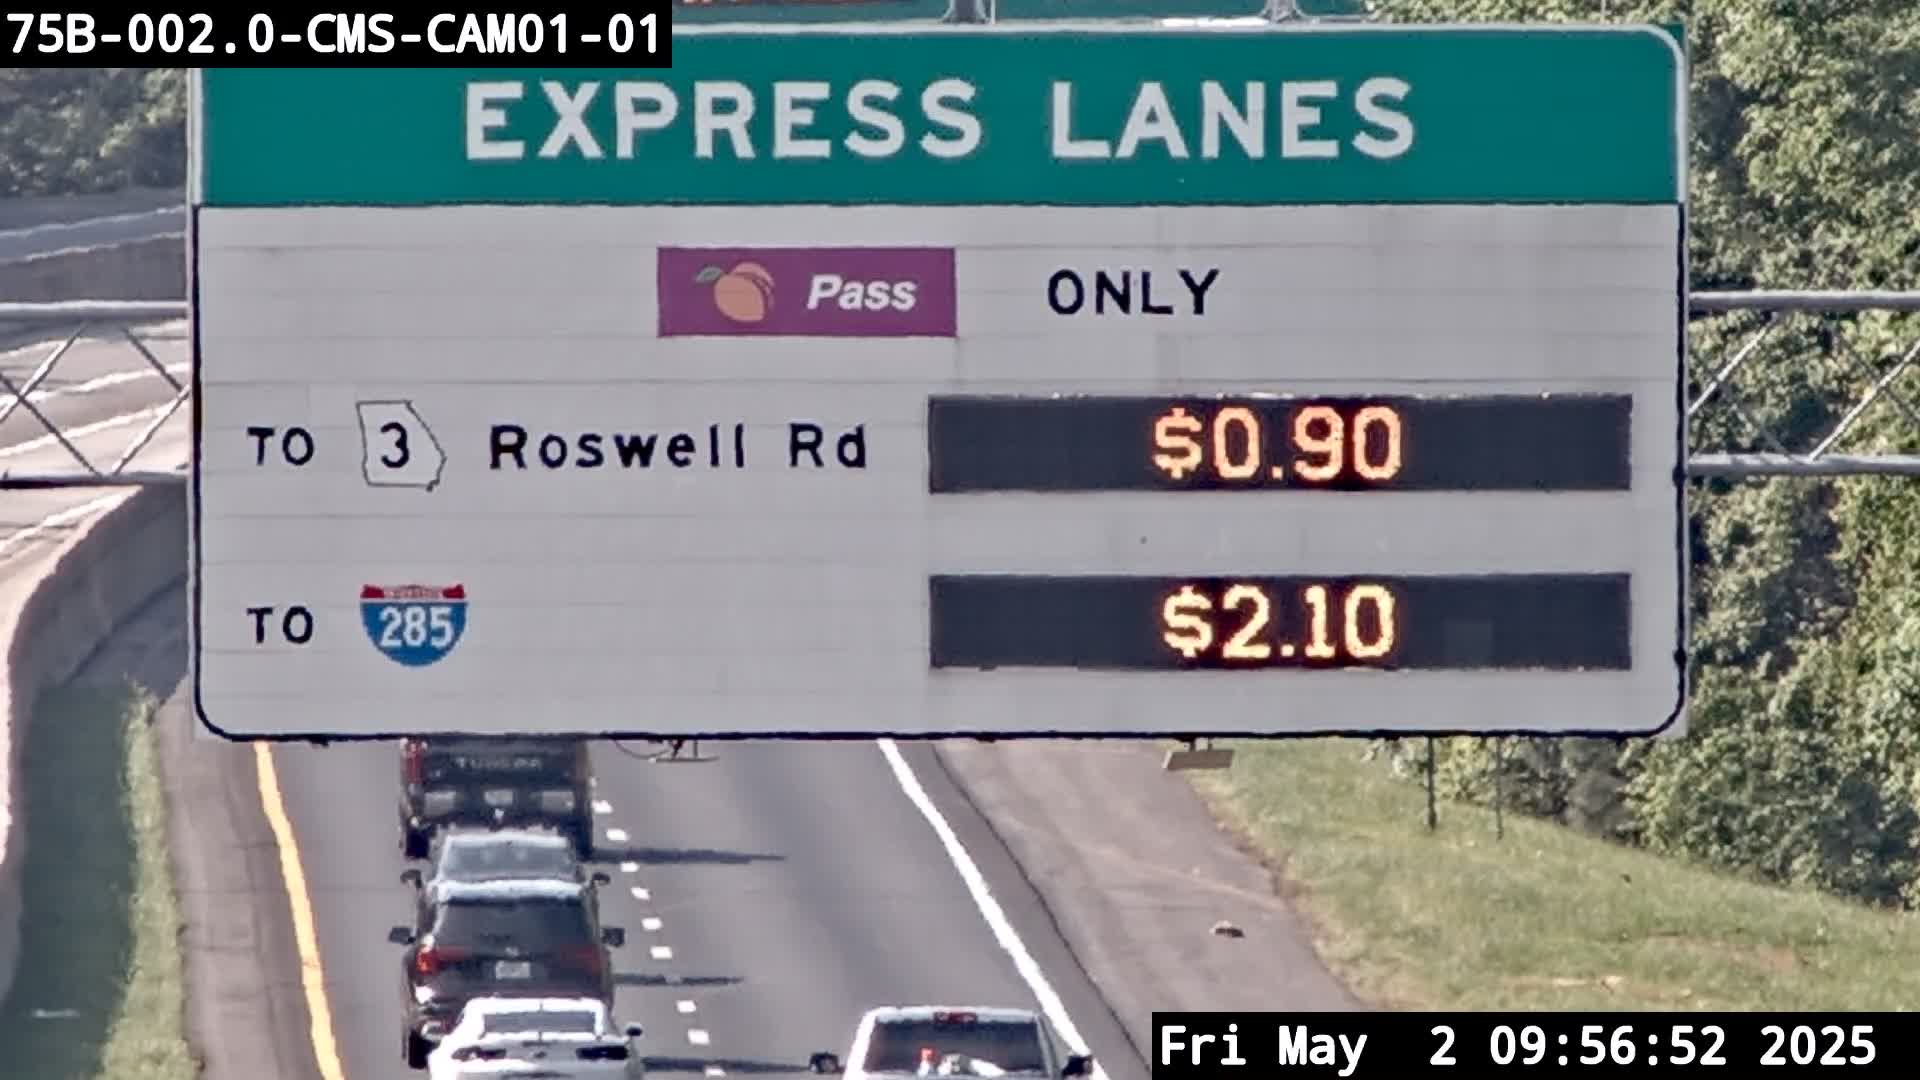 75B-002.0-CMS-CAM01-01
EXPRESS LANES
Pass ONLY
TO 3 Roswell Rd $0.90
TO 285 $2.10
TUNDRA
Fri May  2 09:56:52 2025